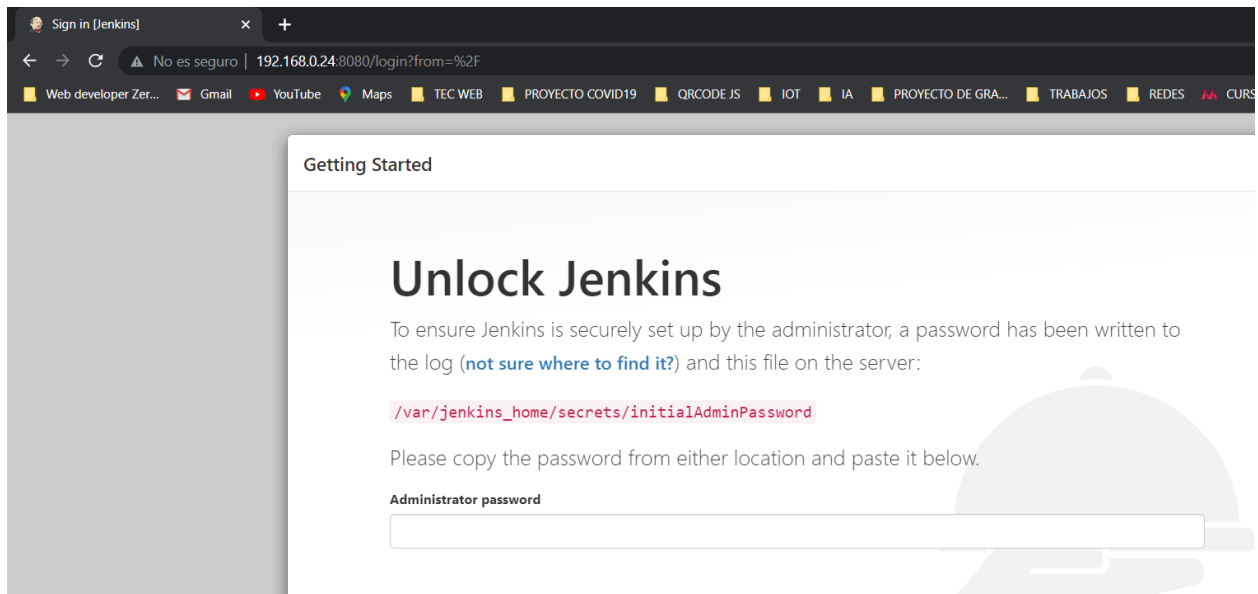 Sign in [Jenkins]
No es seguro | 192.168.0.24:8080/login?from=%2F
Web developer Zer... Gmail YouTube Maps TEC WEB PROYECTO COVID19 QRCODE JS IOT IA PROYECTO DE GRA... TRABAJOS REDES CURS
Getting Started
Unlock Jenkins
To ensure Jenkins is securely set up by the administrator, a password has been written to
the log (not sure where to find it?) and this file on the server:
/var/jenkins_home/secrets/initialAdminPassword
Please copy the password from either location and paste it below.
Administrator password